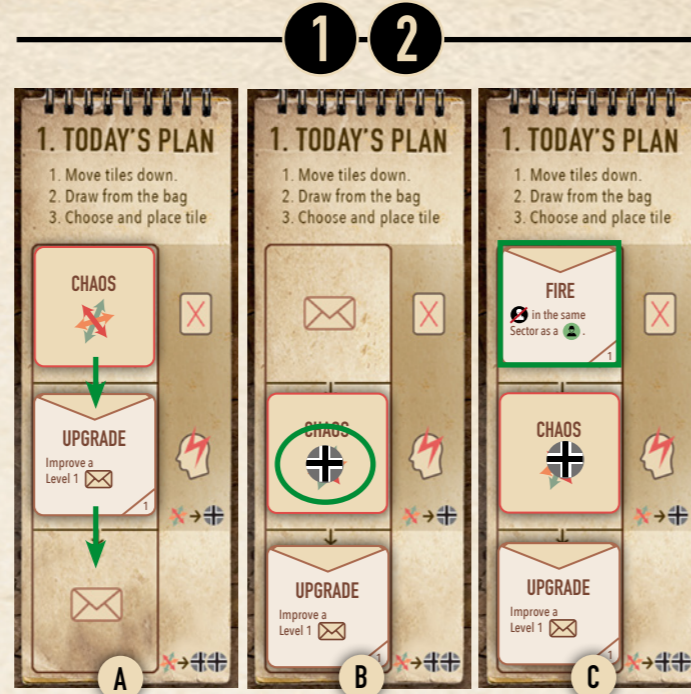 1 - 2
1. TODAY'S PLAN
1. Move tiles down.
2. Draw from the bag
3. Choose and place tile
CHAOS
UPGRADE
Improve a
Level 1
1
A
1. TODAY'S PLAN
1. Move tiles down.
2. Draw from the bag
3. Choose and place tile
CHAOS
UPGRADE
Improve a
Level 1
1
B
1. TODAY'S PLAN
1. Move tiles down.
2. Draw from the bag
3. Choose and place tile
FIRE
in the same
Sector as a .
1
CHAOS
UPGRADE
Improve a
Level 1
1
C